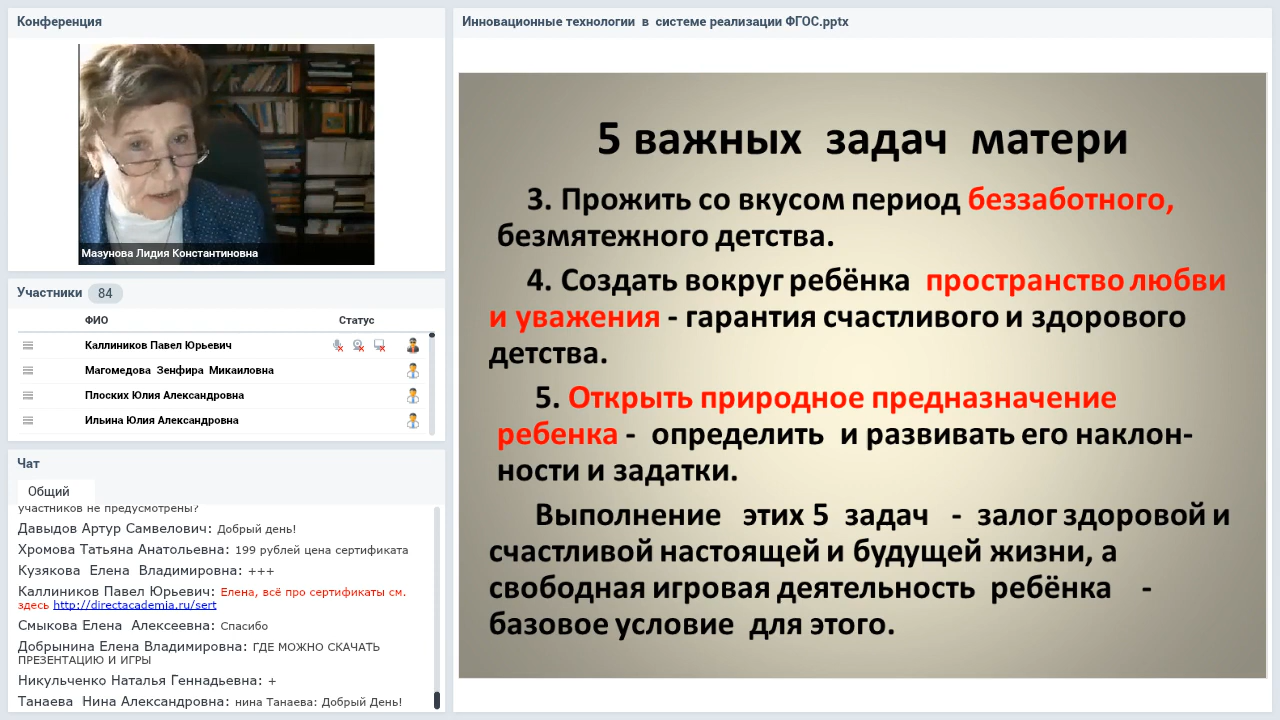 Конференция
Мазунова Лидия Константиновна
Участники 84
ФИО Статус
Каллиников Павел Юрьевич
Магомедова Зенфира Микаиловна
Плоских Юлия Александровна
Ильина Юлия Александровна
Чат
Общий
участников не предусмотрены?
Давыдов Артур Самвелович: Добрый день!
Хромова Татьяна Анатольевна: 199 рублей цена сертификата
Кузякова Елена Владимировна: +++
Каллиников Павел Юрьевич: Елена, всё про сертификаты см.
здесь http://directacademia.ru/sert
Смыкова Елена Алексеевна: Спасибо
Добрынина Елена Владимировна: ГДЕ МОЖНО СКАЧАТЬ
ПРЕЗЕНТАЦИЮ И ИГРЫ
Никульченко Наталья Геннадьевна: +
Танаева Нина Александровна: нина Танаева: Добрый День!
Инновационные технологии в системе реализации ФГОС.pptx
5 важных задач матери
3. Прожить со вкусом период беззаботного,
безмятежного детства.
4. Создать вокруг ребёнка пространство любви
и уважения - гарантия счастливого и здорового
детства.
5. Открыть природное предназначение
ребенка - определить и развивать его наклон-
ности и задатки.
Выполнение этих 5 задач - залог здоровой и
счастливой настоящей и будущей жизни, а
свободная игровая деятельность ребёнка -
базовое условие для этого.